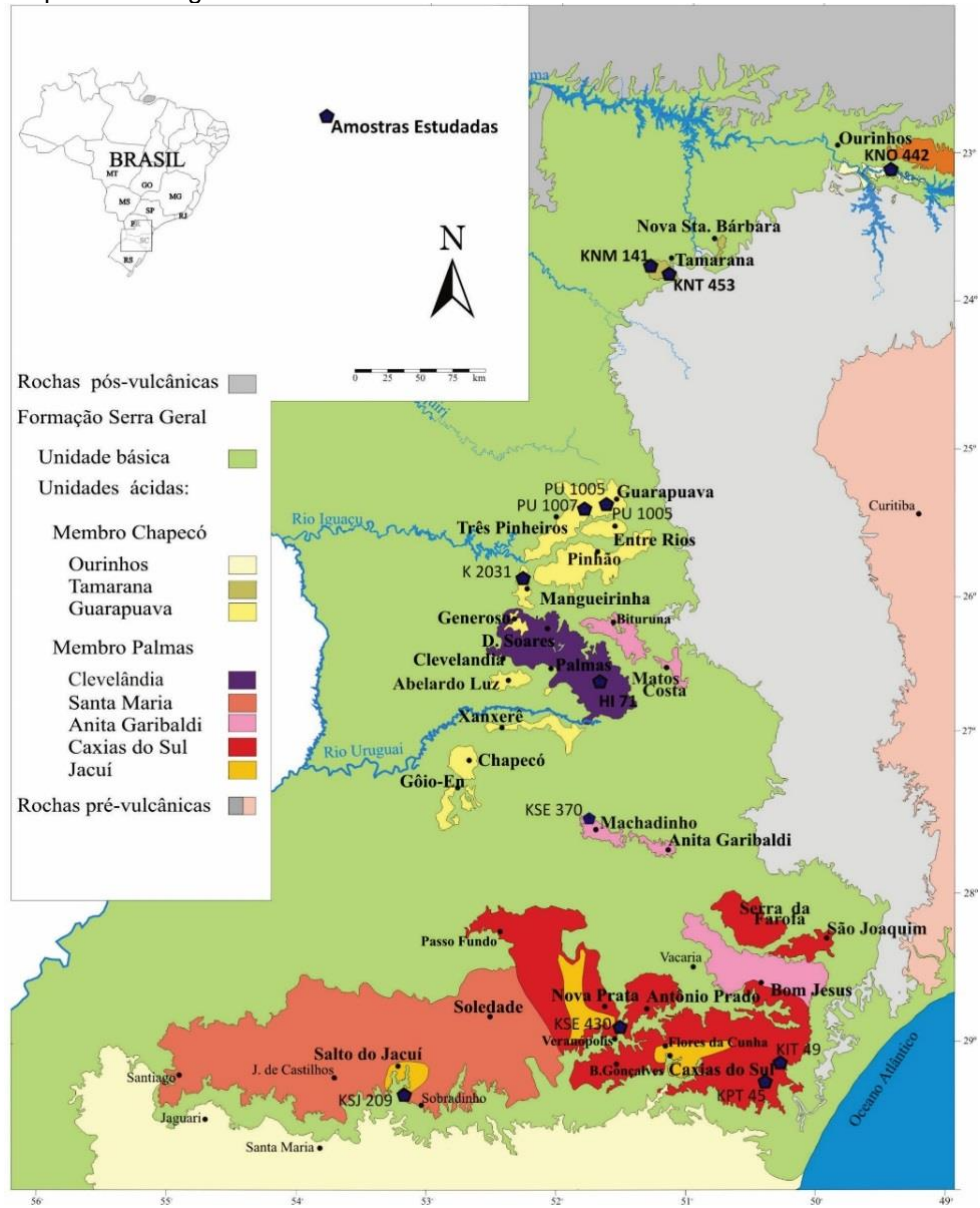 BRASIL
MT
GO
MS
MG
SP
RJ
SC
RS
Amostras Estudadas
N
0 25 50 75 km
Rochas pós-vulcânicas
Formação Serra Geral
Unidade básica
Unidades ácidas:
Membro Chapecó
Ourinhos
Tamarana
Guarapuava
Membro Palmas
Clevelândia
Santa Maria
Anita Garibaldi
Caxias do Sul
Jacuí
Rochas pré-vulcânicas
Ourinhos
KNO 442
23°
Nova Sta. Bárbara
KNM 141
Tamarana
KNT 453
24°
25°
PU 1005
Guarapuava
PU 1007
PU 1005
Curitiba
Três Pinheiros
Entre Rios
Rio Iguaçu
Pinhão
K 2031
26°
Mangueirinha
Generoso
Bituruna
D. Soares
Clevelandia
Palmas
Matos
Costa
Abelardo Luz
HI 71
Xanxerê
27°
Rio Uruguai
Chapecó
Gôio-En
KSE 370
Machadinho
Anita Garibaldi
28°
Serra da
Farofa
São Joaquim
Passo Fundo
Vacaria
Bom Jesus
Nova Prata
Antônio Prado
Soledade
KSE 430
Veranópolis
Flores da Cunha
29°
Salto do Jacuí
KIT 49
Santiago
J. de Castilhos
B.Gonçalves
Caxias do Sul
KSJ 209
Sobradinho
KPT 45
Jaguari
Santa Maria
Oceano Atlântico
56°
55°
54°
53°
52°
51°
50°
49°